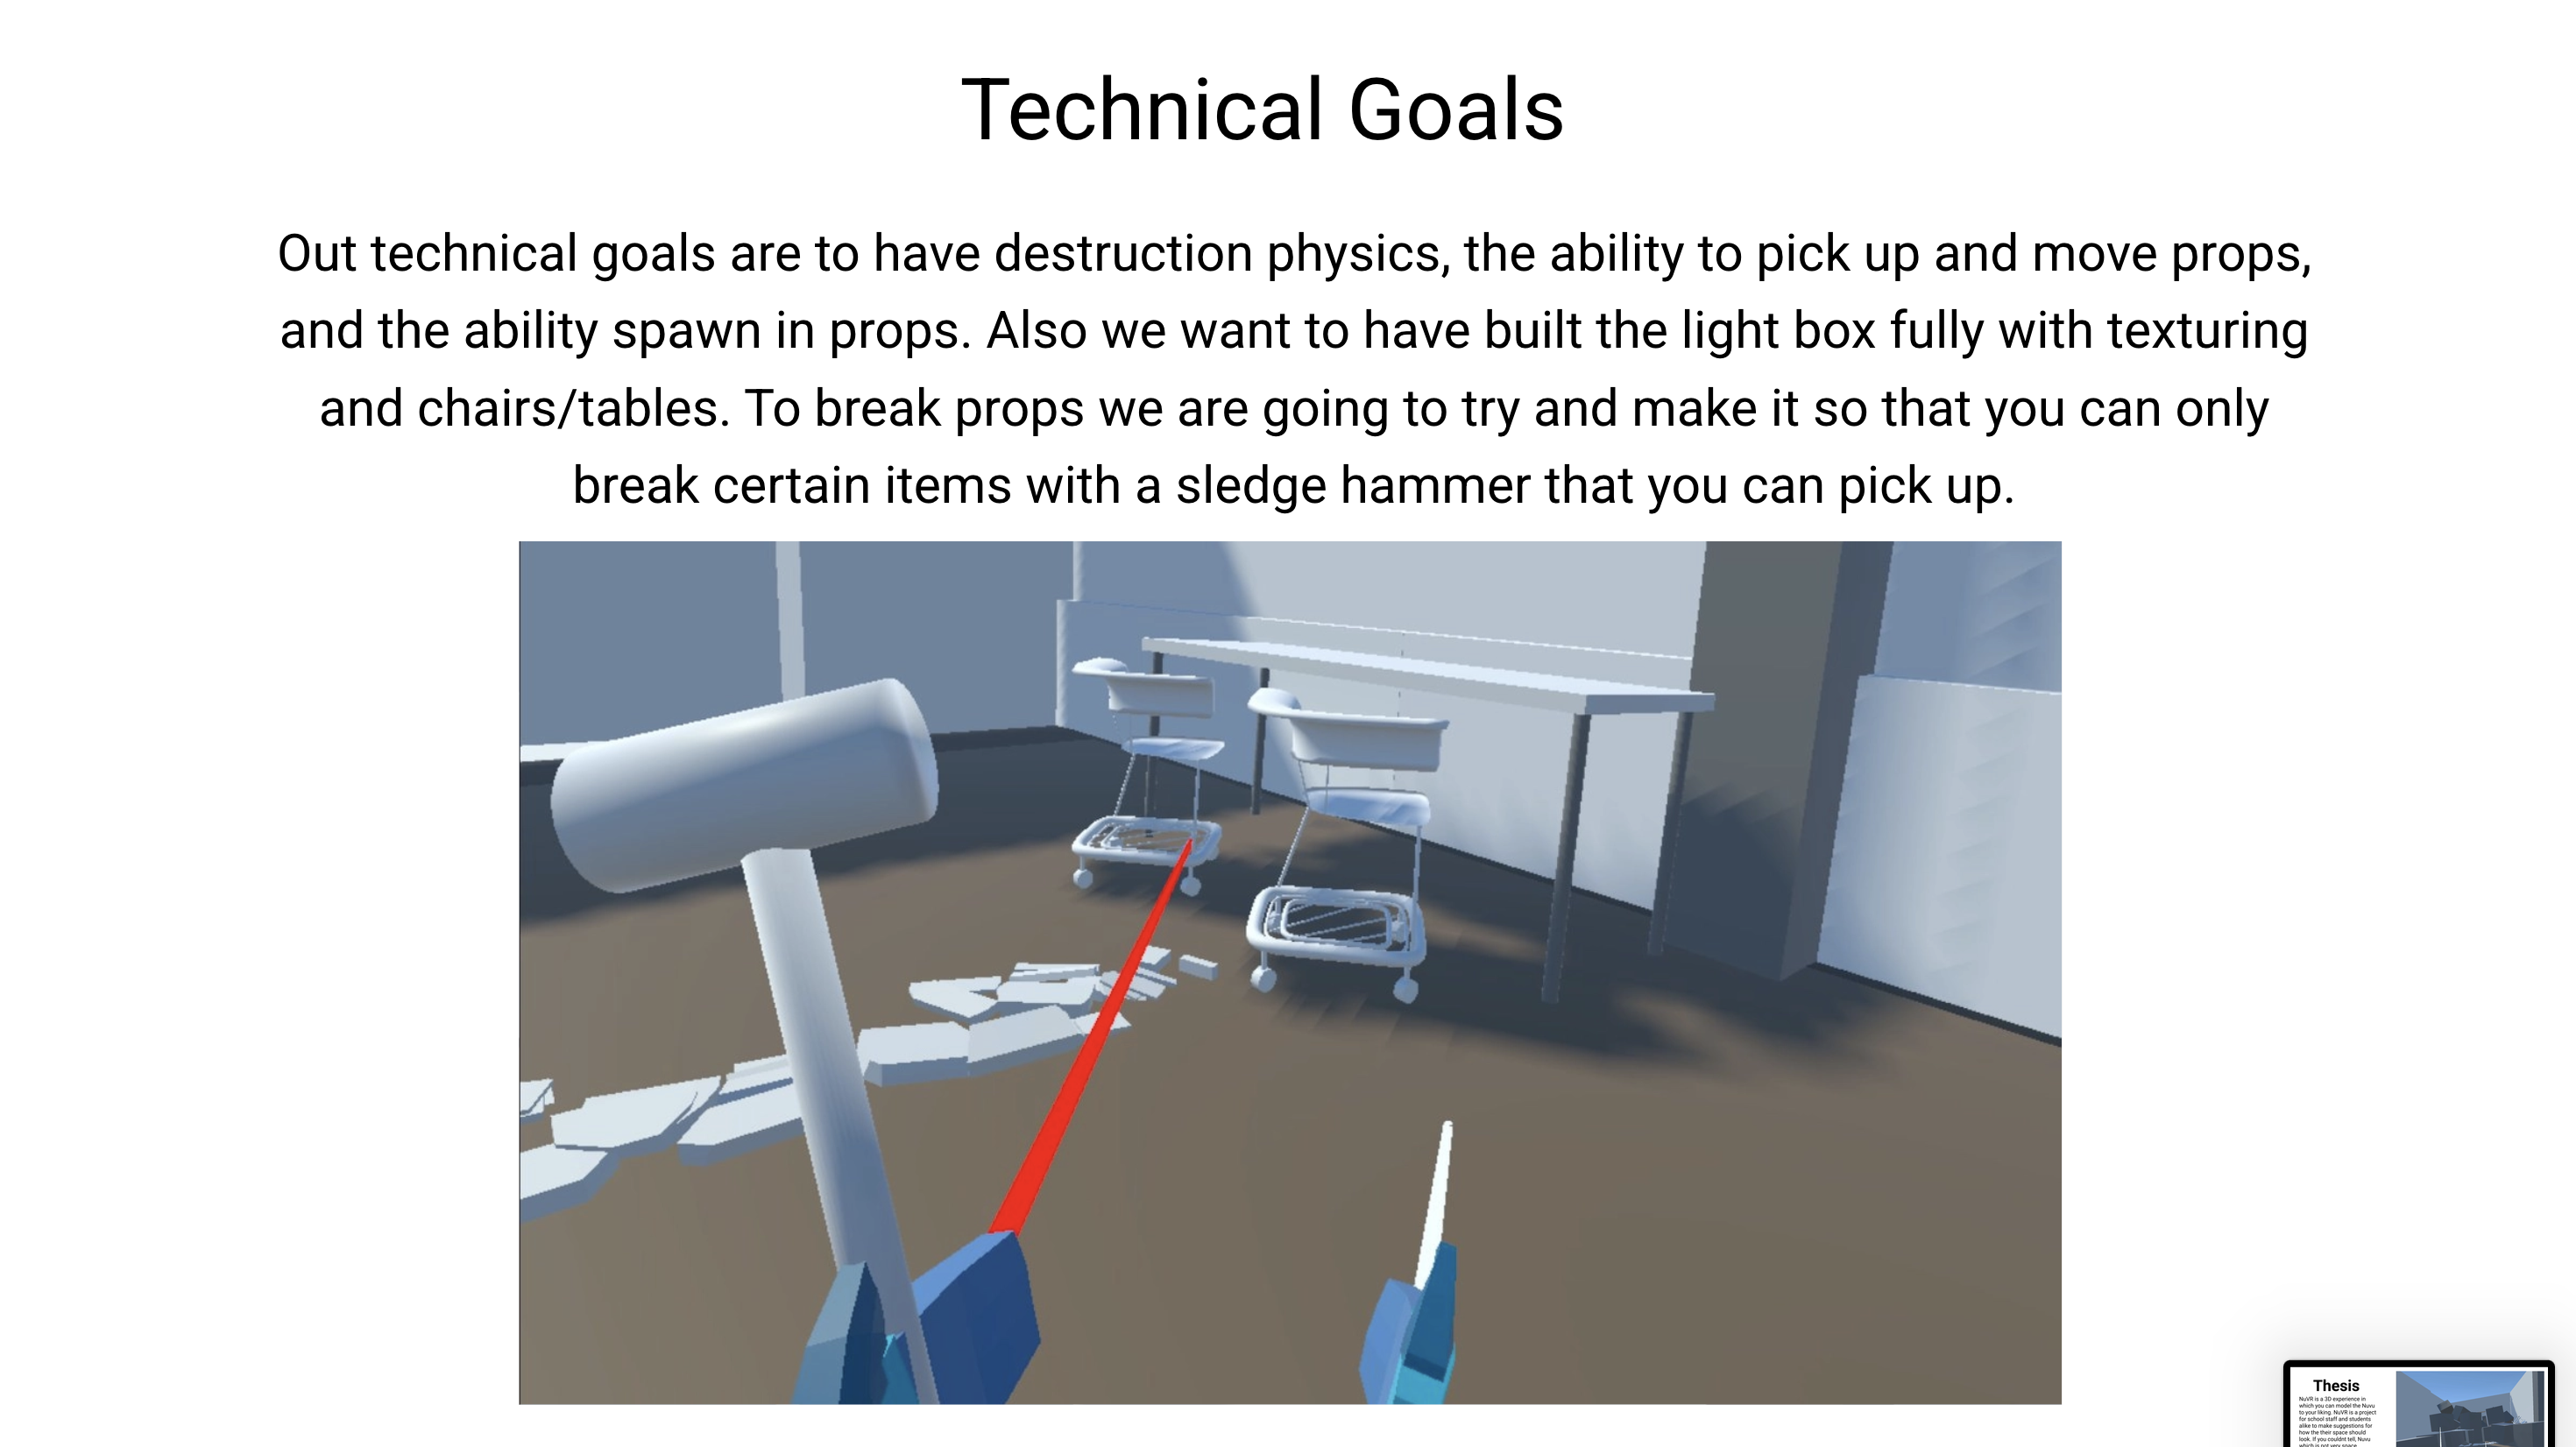 Technical Goals
Out technical goals are to have destruction physics, the ability to pick up and move props,
and the ability spawn in props. Also we want to have built the light box fully with texturing
and chairs/tables. To break props we are going to try and make it so that you can only
break certain items with a sledge hammer that you can pick up.
Thesis
NuVR is a 3D experience in
which you can model the Nuvu
to your liking. NuVR is a project
for school staff and students
alike to make suggestions for
how the their space should
look. If you couldnt tell, Nuvu
which is not very space